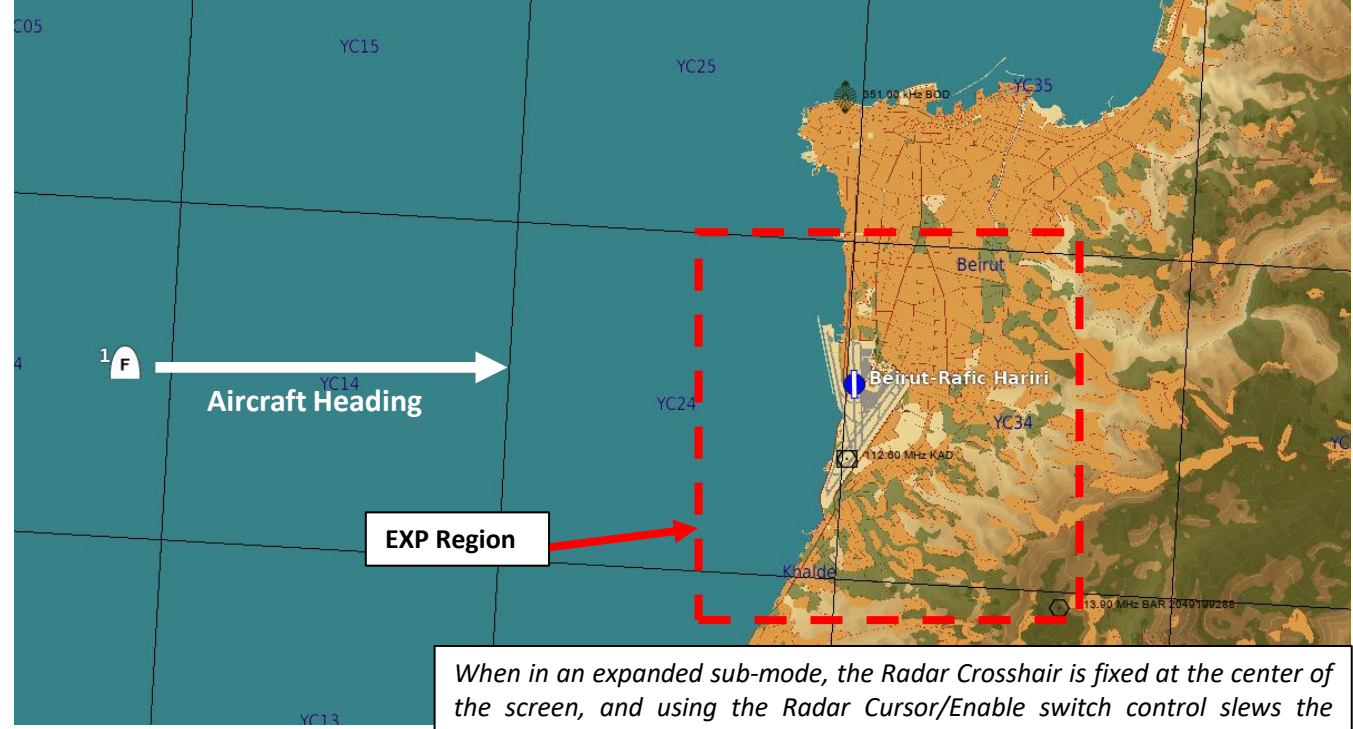 C05
YC15
YC25
351.00 kHz BOD
YC35
Beirut
1
F
4
YC14
Aircraft Heading
Beirut-Rafic Hariri
YC24
YC34
YC
112.60 MHz KAD
EXP Region
Khalde
13.90 MHz BAR 2049199288
When in an expanded sub-mode, the Radar Crosshair is fixed at the center of
the screen, and using the Radar Cursor/Enable switch control slews the
YC13